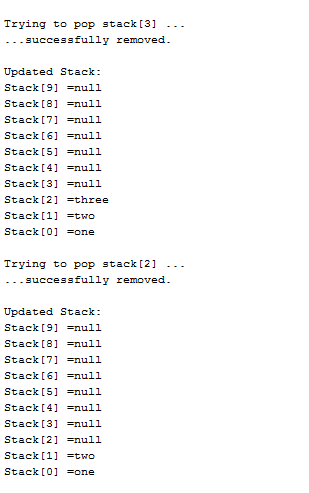 Trying to pop stack[3] ...
...successfully removed.
Updated Stack:
Stack[9] =null
Stack[8] =null
Stack[7] =null
Stack[6] =null
Stack[5] =null
Stack[4] =null
Stack[3] =null
Stack[2] =three
Stack[1] =two
Stack[0] =one
Trying to pop stack[2] ...
...successfully removed.
Updated Stack:
Stack[9] =null
Stack[8] =null
Stack[7] =null
Stack[6] =null
Stack[5] =null
Stack[4] =null
Stack[3] =null
Stack[2] =null
Stack[1] =two
Stack[0] =one